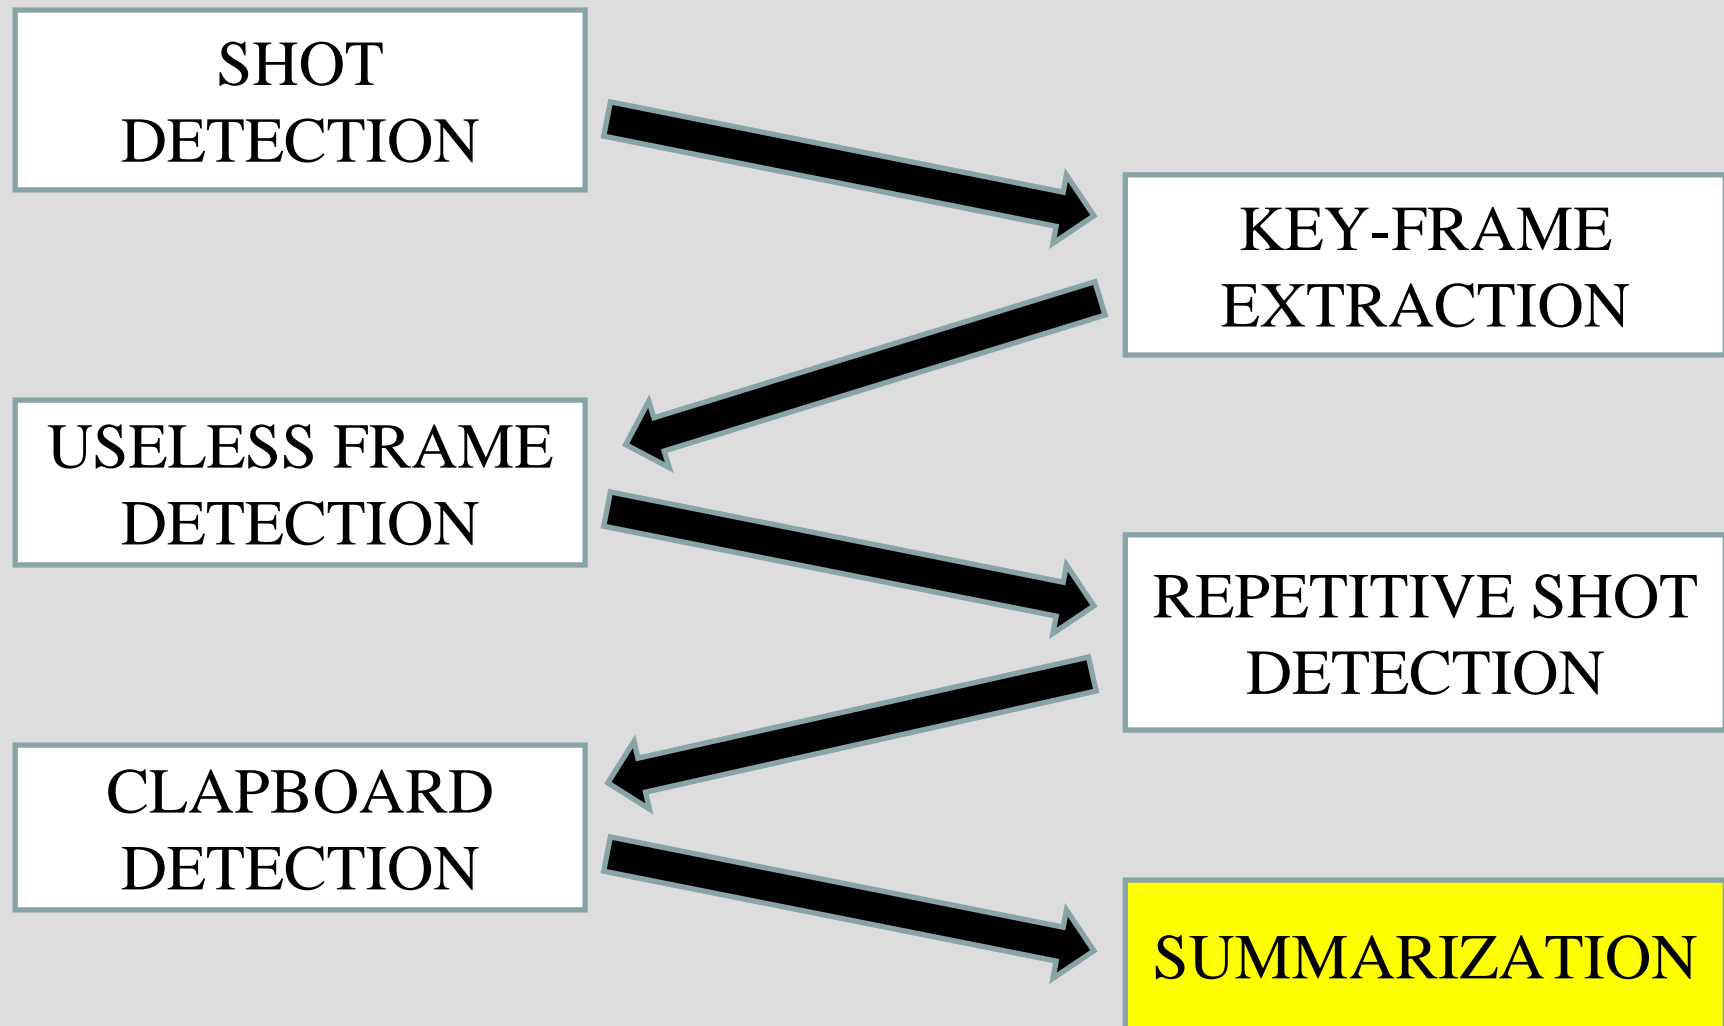 SHOT
DETECTION
KEY-FRAME
EXTRACTION
USELESS FRAME
DETECTION
REPETITIVE SHOT
DETECTION
CLAPBOARD
DETECTION
SUMMARIZATION